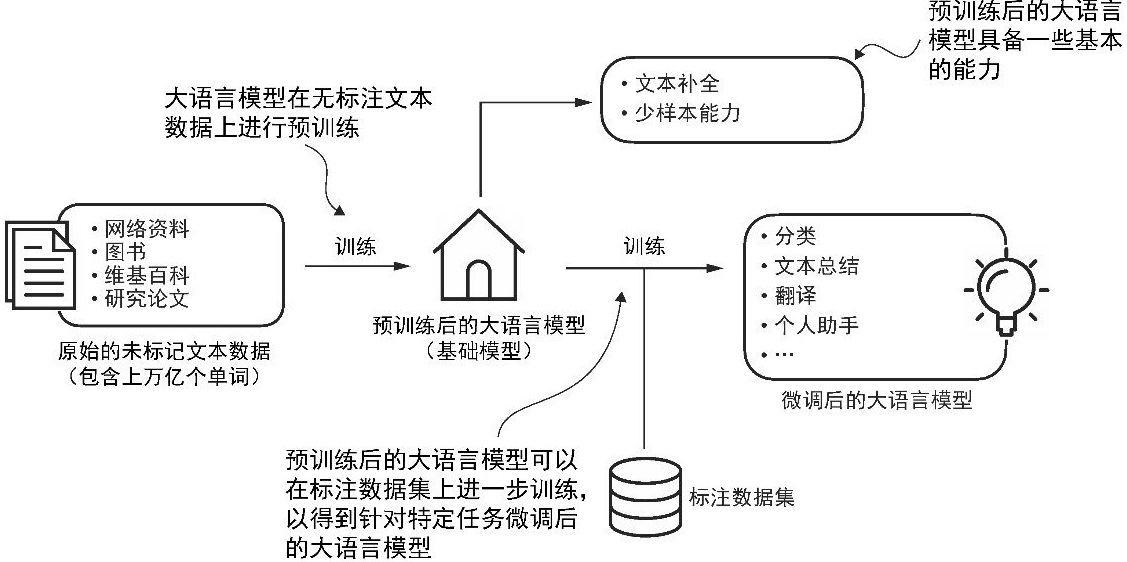 预训练后的大语言
模型具备一些基本
的能力
• 文本补全
• 少样本能力
大语言模型在无标注文本
数据上进行预训练
• 网络资料
• 图书
• 维基百科
• 研究论文
原始的未标记文本数据
（包含上万亿个单词）
训练
预训练后的大语言模型
（基础模型）
训练
• 分类
• 文本总结
• 翻译
• 个人助手
• …
微调后的大语言模型
预训练后的大语言模型可以
在标注数据集上进一步训练，
以得到针对特定任务微调后
的大语言模型
标注数据集